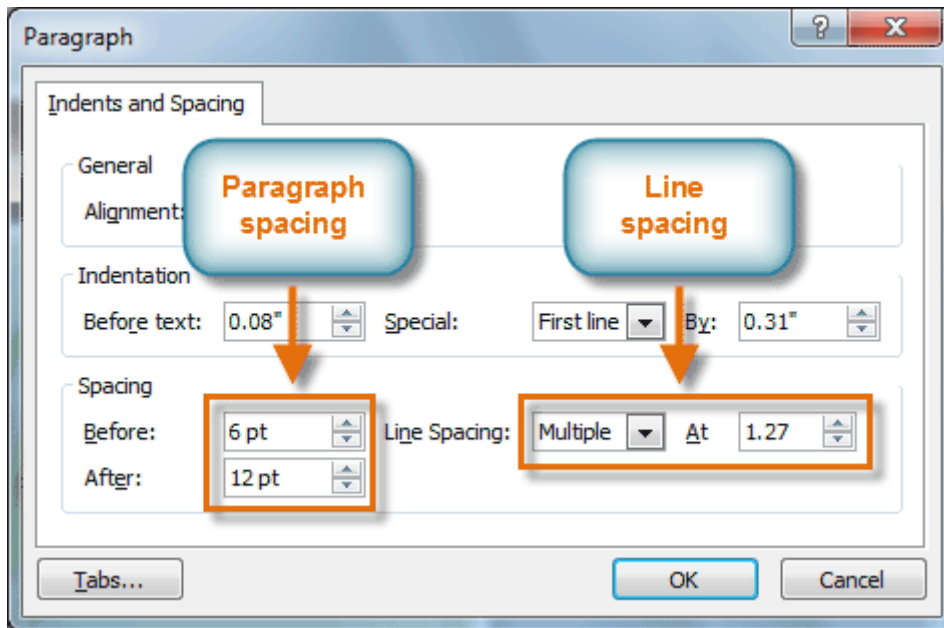 Paragraph
Indents and Spacing
General
Alignment:
Paragraph
spacing
Line
spacing
Indentation
Before text: 0.08" Special: First line By: 0.31"
Spacing
Before: 6 pt Line Spacing: Multiple At 1.27
After: 12 pt
Tabs... OK Cancel